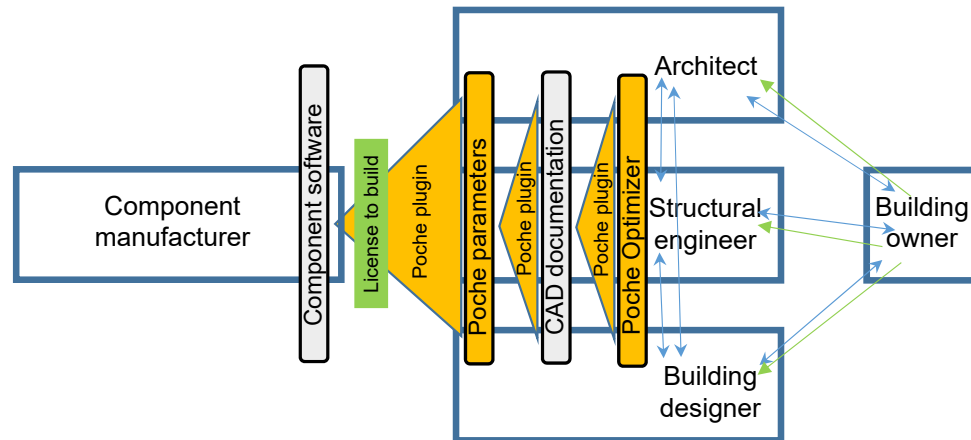 Component
manufacturer
Component software
License to build
Poche plugin
Poche parameters
Poche plugin
CAD documentation
Poche plugin
Poche Optimizer
Architect
Structural
engineer
Building
designer
Building
owner